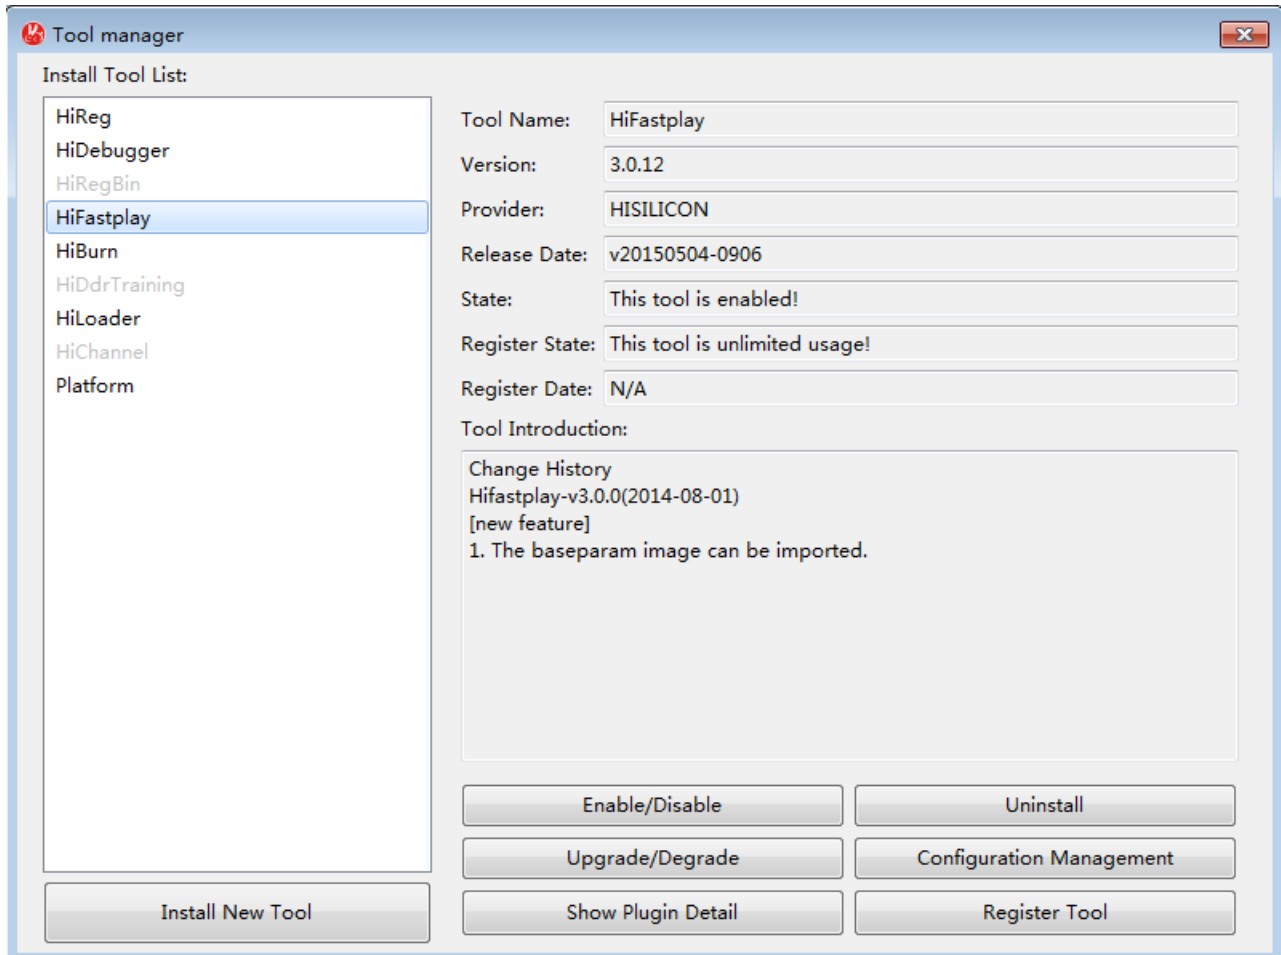 Tool manager
Install Tool List:
HiReg
HiDebugger
HiRegBin
HiFastplay
HiBurn
HiDdrTraining
HiLoader
HiChannel
Platform
Install New Tool
Tool Name: HiFastplay
Version: 3.0.12
Provider: HISILICON
Release Date: v20150504-0906
State: This tool is enabled!
Register State: This tool is unlimited usage!
Register Date: N/A
Tool Introduction:
Change History
Hifastplay-v3.0.0(2014-08-01)
[new feature]
1. The baseparam image can be imported.
Enable/Disable Uninstall
Upgrade/Degrade Configuration Management
Show Plugin Detail Register Tool